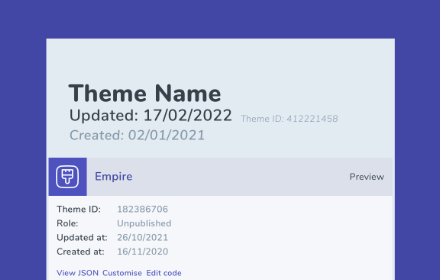 Theme Name
Updated: 17/02/2022 Theme ID: 412221458
Created: 02/01/2021
Empire Preview
Theme ID: 182386706
Role: Unpublished
Updated at: 26/10/2021
Created at: 16/11/2020
View JSON Customise Edit code